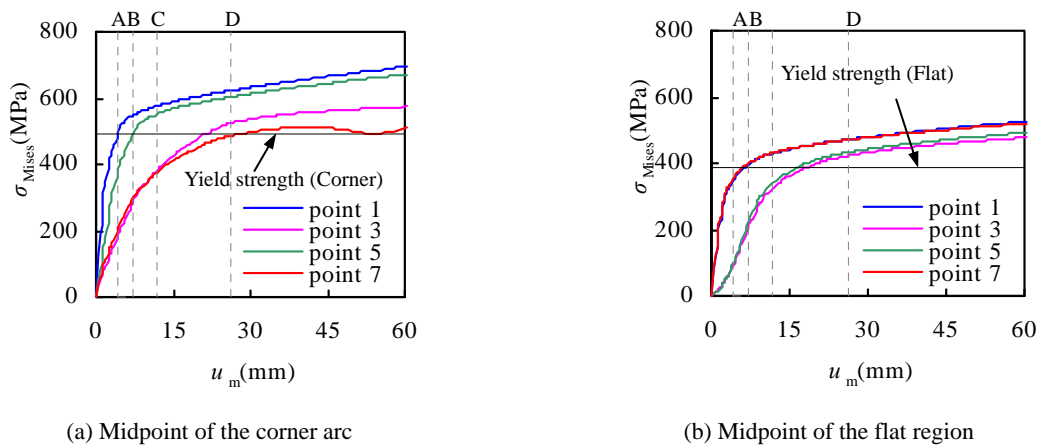 AB C D
800
600
400
200
0
σMises(MPa)
Yield strength (Corner)
point 1
point 3
point 5
point 7
0 15 30 45 60
u m(mm)
(a) Midpoint of the corner arc
AB D
800
600
400
200
0
σMises(MPa)
Yield strength (Flat)
point 1
point 3
point 5
point 7
0 15 30 45 60
u m(mm)
(b) Midpoint of the flat region